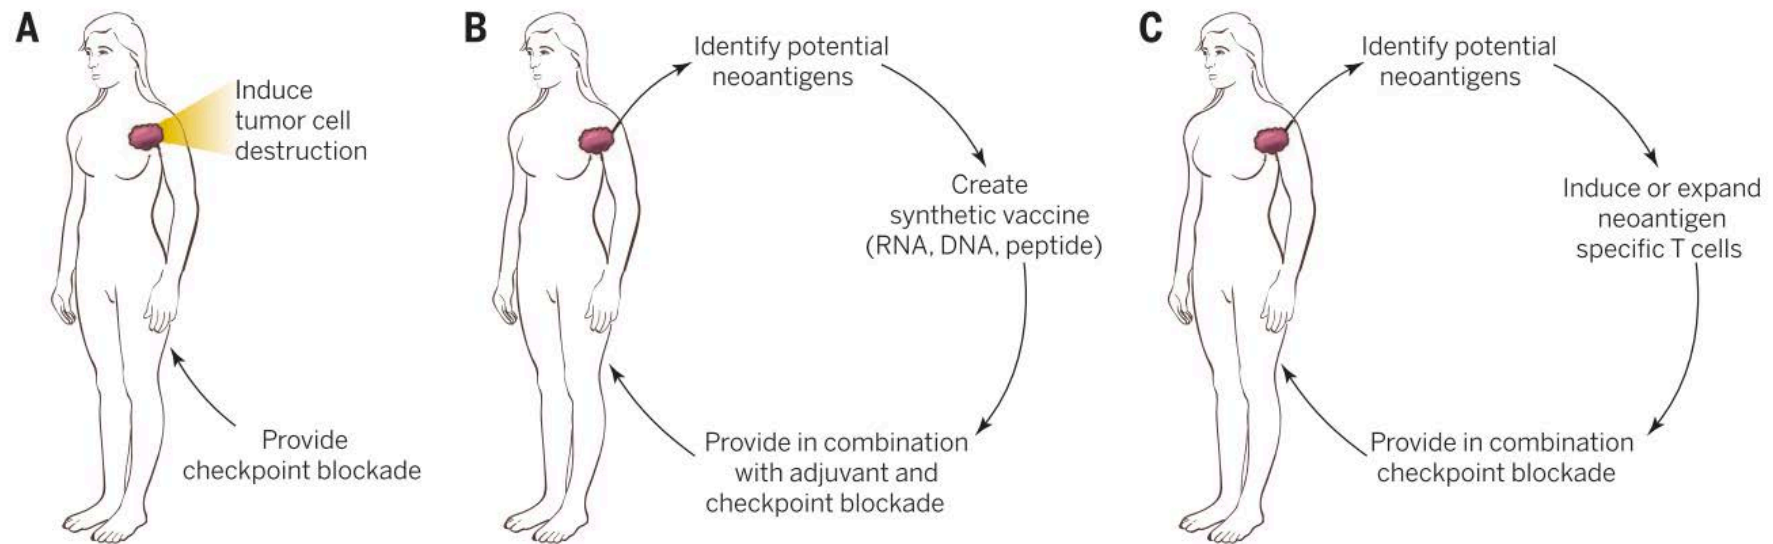 A
Induce
tumor cell
destruction
Provide
checkpoint blockade
B
Identify potential
neoantigens
Create
synthetic vaccine
(RNA, DNA, peptide)
Provide in combination
with adjuvant and
checkpoint blockade
C
Identify potential
neoantigens
Induce or expand
neoantigen
specific T cells
Provide in combination
checkpoint blockade